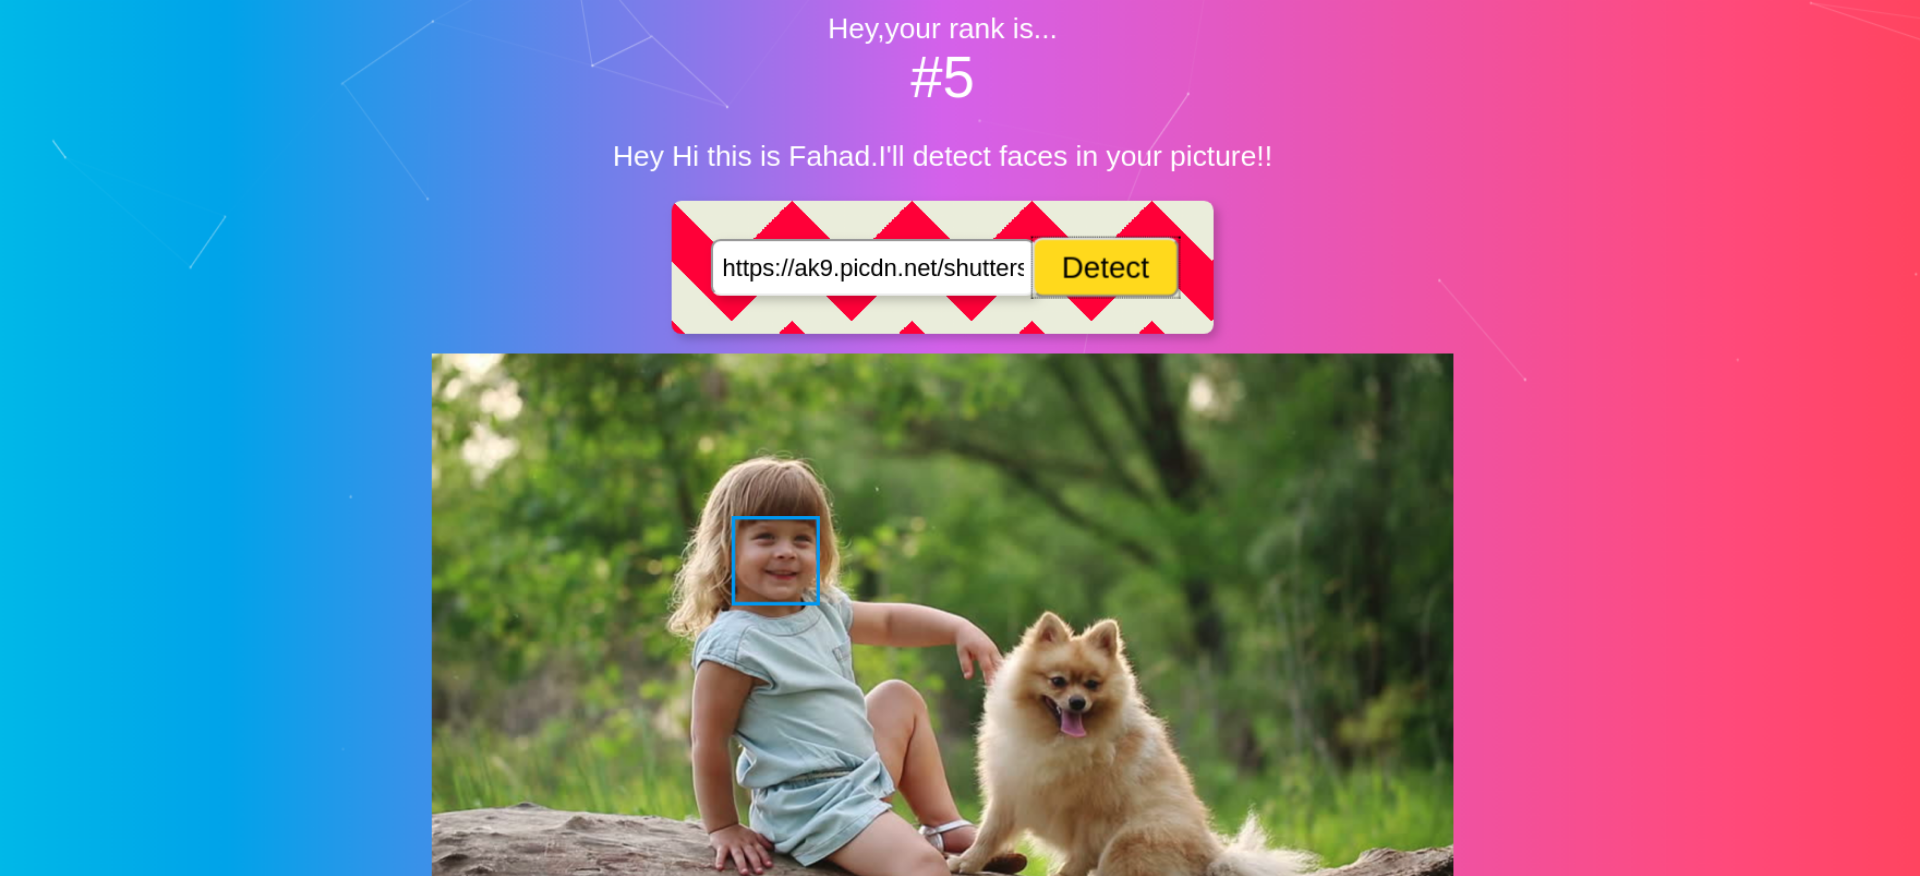 Hey,your rank is...
#5
Hey Hi this is Fahad.I'll detect faces in your picture!!
https://ak9.picdn.net/shutters
Detect